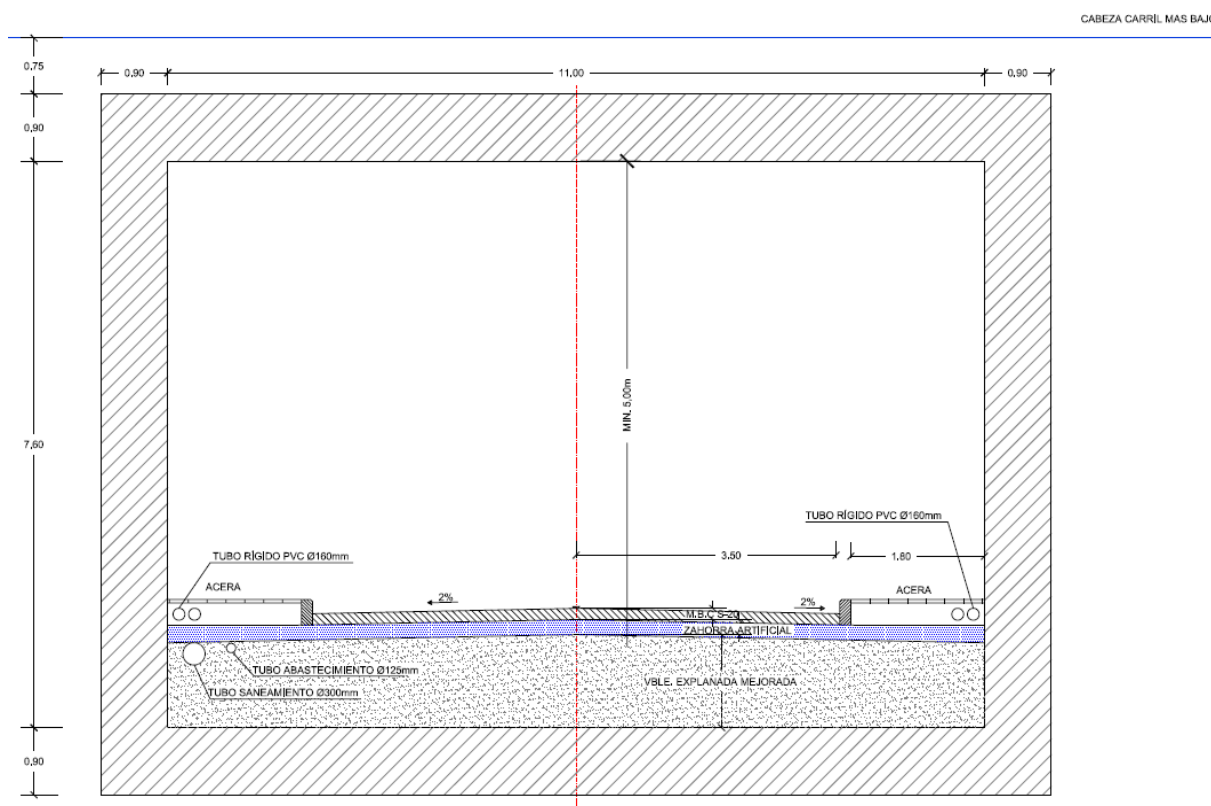 CABEZA CARRIL MAS BAJO
0.75
0.90
11.00
0.90
0.90
7.60
MIN. 5,00m
TUBO RÍGIDO PVC Ø160mm
3.50
1.80
TUBO RÍGIDO PVC Ø160mm
ACERA
ACERA
2%
2%
M.B.C S-20
ZAHORRA ARTIFICIAL
TUBO ABASTECIMIENTO Ø125mm
VBLE. EXPLANADA MEJORADA
TUBO SANEAMIENTO Ø300mm
0.90